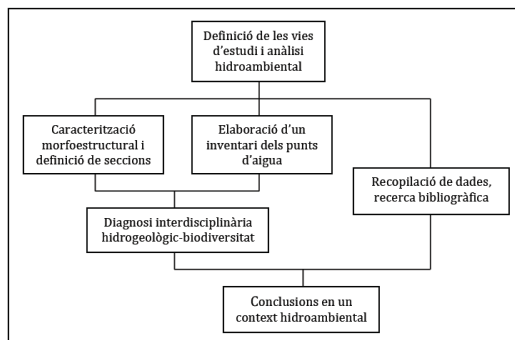 Definició de les vies
d'estudi i anàlisi
hidroambiental
Caracterització
morfoestructural i
definició de seccions
Elaboració d'un
inventari dels punts
d'aigua
Recopilació de dades,
recerca bibliogràfica
Diagnosi interdisciplinària
hidrogeològic-biodiversitat
Conclusions en un
context hidroambiental